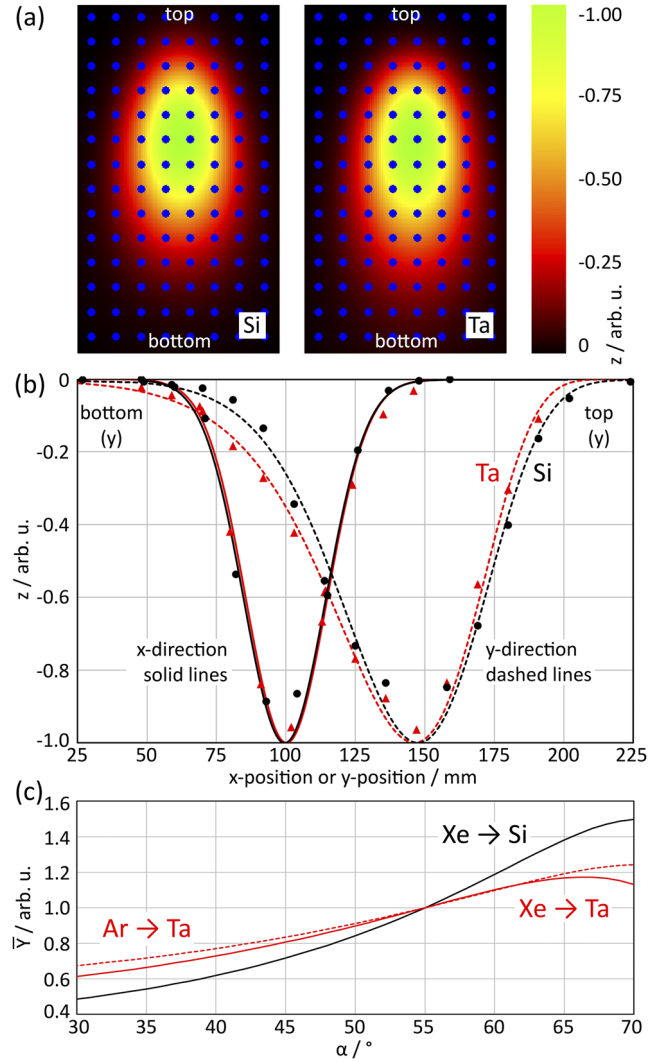 (a)
top
top
Si
Ta
bottom
bottom
-1.00
-0.75
-0.50
-0.25
0
z / arb. u.
(b)
0
-0.2
-0.4
-0.6
-0.8
-1.0
z / arb. u.
bottom
(y)
top
(y)
Ta
Si
x-direction
solid lines
y-direction
dashed lines
25
50
75
100
125
150
175
200
225
x-position or y-position / mm
(c)
1.6
1.4
1.2
1.0
0.8
0.6
0.4
Y̅ / arb. u.
Xe → Si
Ar → Ta
Xe → Ta
30
35
40
45
50
55
60
65
70
α / °